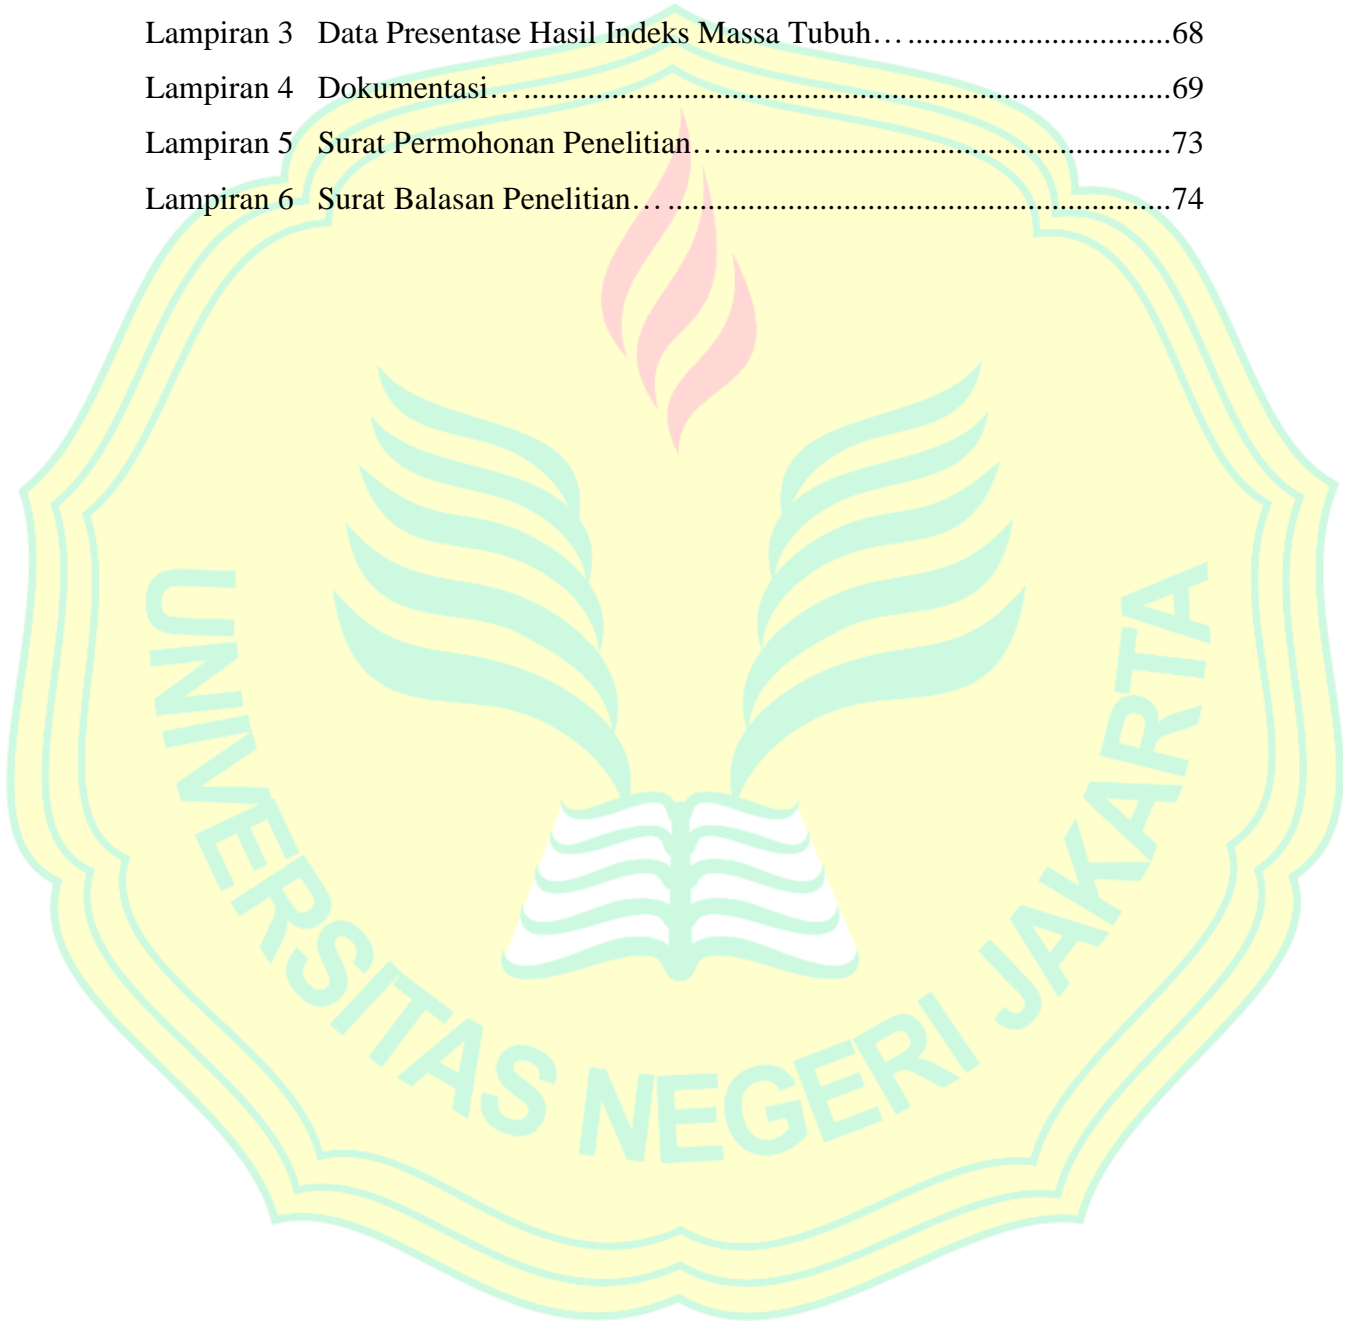 Lampiran 3   Data Presentase Hasil Indeks Massa Tubuh… .................................68
Lampiran 4   Dokumentasi… .................................................................................69
Lampiran 5   Surat Permohonan Penelitian….........................................................73
Lampiran 6   Surat Balasan Penelitian… ...............................................................74
UNIVERSITAS NEGERI JAKARTA